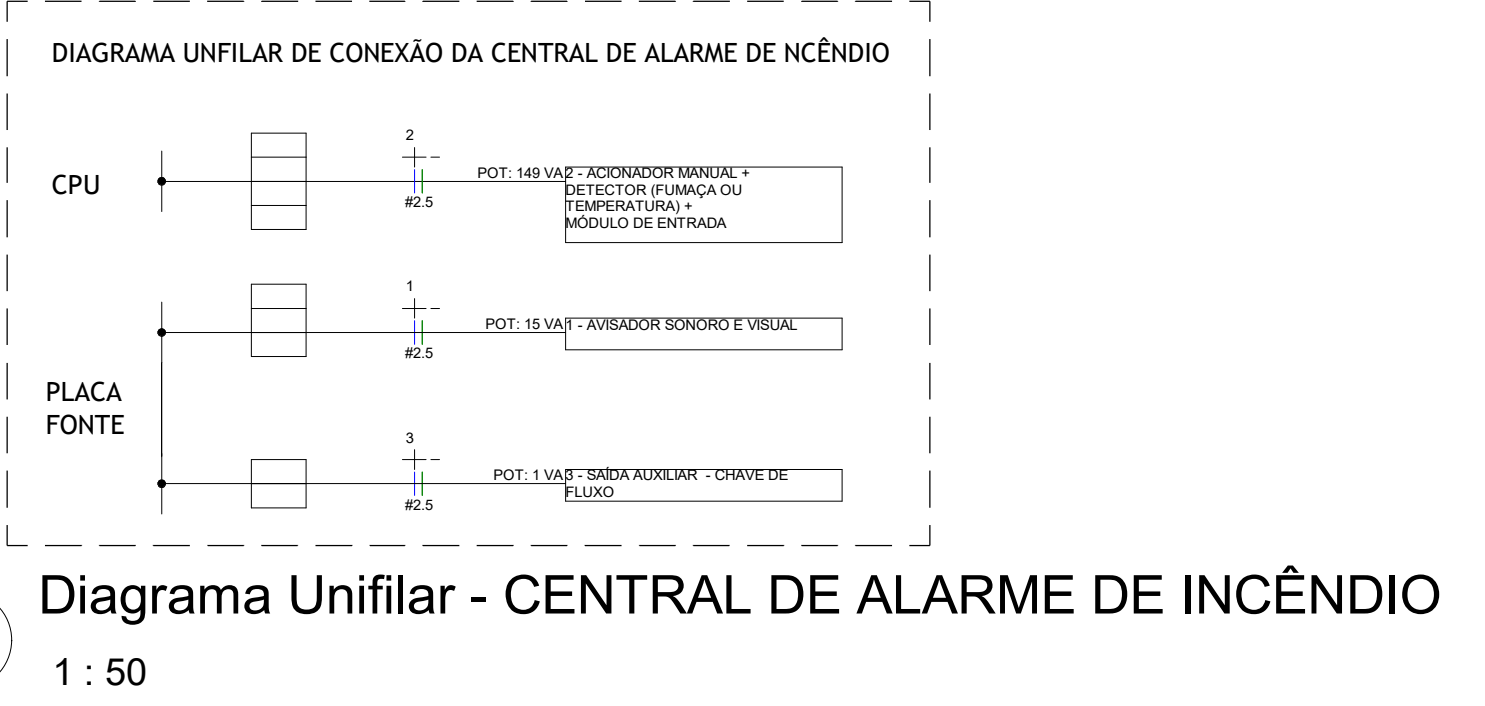 DIAGRAMA UNFILAR DE CONEXÃO DA CENTRAL DE ALARME DE NCÊNDIO
CPU
2
#2.5
POT: 149 VA
2 - ACIONADOR MANUAL +
DETECTOR (FUMAÇA OU
TEMPERATURA) +
MÓDULO DE ENTRADA
PLACA
FONTE
1
#2.5
POT: 15 VA
1 - AVISADOR SONORO E VISUAL
3
#2.5
POT: 1 VA
3 - SAÍDA AUXILIAR - CHAVE DE
FLUXO
Diagrama Unifilar - CENTRAL DE ALARME DE INCÊNDIO
1 : 50